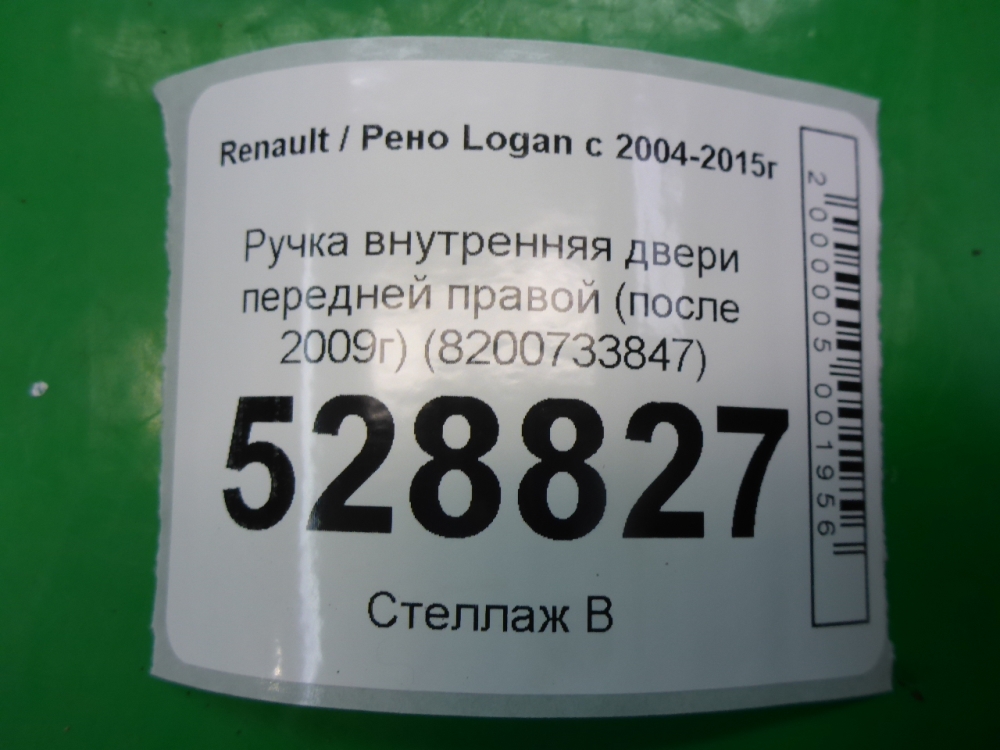 Renault / Рено Logan с 2004-2015г
Ручка внутренняя двери
передней правой (после
2009г) (8200733847)
528827
Стеллаж В
2000005001956